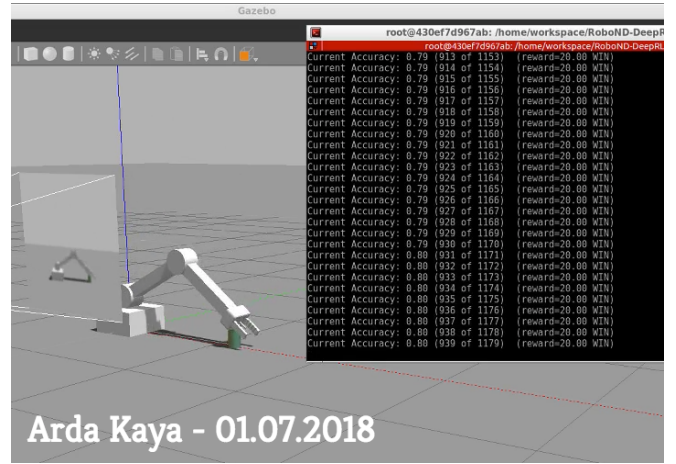 Gazebo
root@430ef7d967ab: /home/workspace/RoboND-DeepR
root@430ef7d967ab: /home/workspace/RoboND-DeepRL
Current Accuracy: 0.79 (913 of 1153) (reward=20.00 WIN)
Current Accuracy: 0.79 (914 of 1154) (reward=20.00 WIN)
Current Accuracy: 0.79 (915 of 1155) (reward=20.00 WIN)
Current Accuracy: 0.79 (916 of 1156) (reward=20.00 WIN)
Current Accuracy: 0.79 (917 of 1157) (reward=20.00 WIN)
Current Accuracy: 0.79 (918 of 1158) (reward=20.00 WIN)
Current Accuracy: 0.79 (919 of 1159) (reward=20.00 WIN)
Current Accuracy: 0.79 (920 of 1160) (reward=20.00 WIN)
Current Accuracy: 0.79 (921 of 1161) (reward=20.00 WIN)
Current Accuracy: 0.79 (922 of 1162) (reward=20.00 WIN)
Current Accuracy: 0.79 (923 of 1163) (reward=20.00 WIN)
Current Accuracy: 0.79 (924 of 1164) (reward=20.00 WIN)
Current Accuracy: 0.79 (925 of 1165) (reward=20.00 WIN)
Current Accuracy: 0.79 (926 of 1166) (reward=20.00 WIN)
Current Accuracy: 0.79 (927 of 1167) (reward=20.00 WIN)
Current Accuracy: 0.79 (928 of 1168) (reward=20.00 WIN)
Current Accuracy: 0.79 (929 of 1169) (reward=20.00 WIN)
Current Accuracy: 0.79 (930 of 1170) (reward=20.00 WIN)
Current Accuracy: 0.80 (931 of 1171) (reward=20.00 WIN)
Current Accuracy: 0.80 (932 of 1172) (reward=20.00 WIN)
Current Accuracy: 0.80 (933 of 1173) (reward=20.00 WIN)
Current Accuracy: 0.80 (934 of 1174) (reward=20.00 WIN)
Current Accuracy: 0.80 (935 of 1175) (reward=20.00 WIN)
Current Accuracy: 0.80 (936 of 1176) (reward=20.00 WIN)
Current Accuracy: 0.80 (937 of 1177) (reward=20.00 WIN)
Current Accuracy: 0.80 (938 of 1178) (reward=20.00 WIN)
Current Accuracy: 0.80 (939 of 1179) (reward=20.00 WIN)
Arda Kaya - 01.07.2018